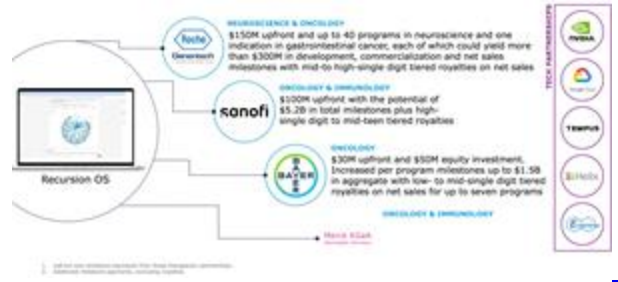 NEUROSCIENCE & ONCOLOGY
$150M upfront and up to 40 programs in neuroscience and one
indication in gastrointestinal cancer, each of which could yield more
than $300M in development, commercialization and net sales
milestones with mid-to high-single digit tiered royalties on net sales
Roche
Genentech
ONCOLOGY & IMMUNOLOGY
$100M upfront with the potential of
$5.2B in total milestones plus high-
single digit to mid-teen tiered royalties
sanofi
ONCOLOGY
$30M upfront and $50M equity investment.
Increased per program milestones up to $1.5B
in aggregate with low- to mid-single digit tiered
royalties on net sales for up to seven programs
BAYER
BAYER
Recursion OS
ONCOLOGY & IMMUNOLOGY
Merck KGaA
TECH PARTNERSHIPS
NVIDIA
Google Cloud
TEMPUS
Helix